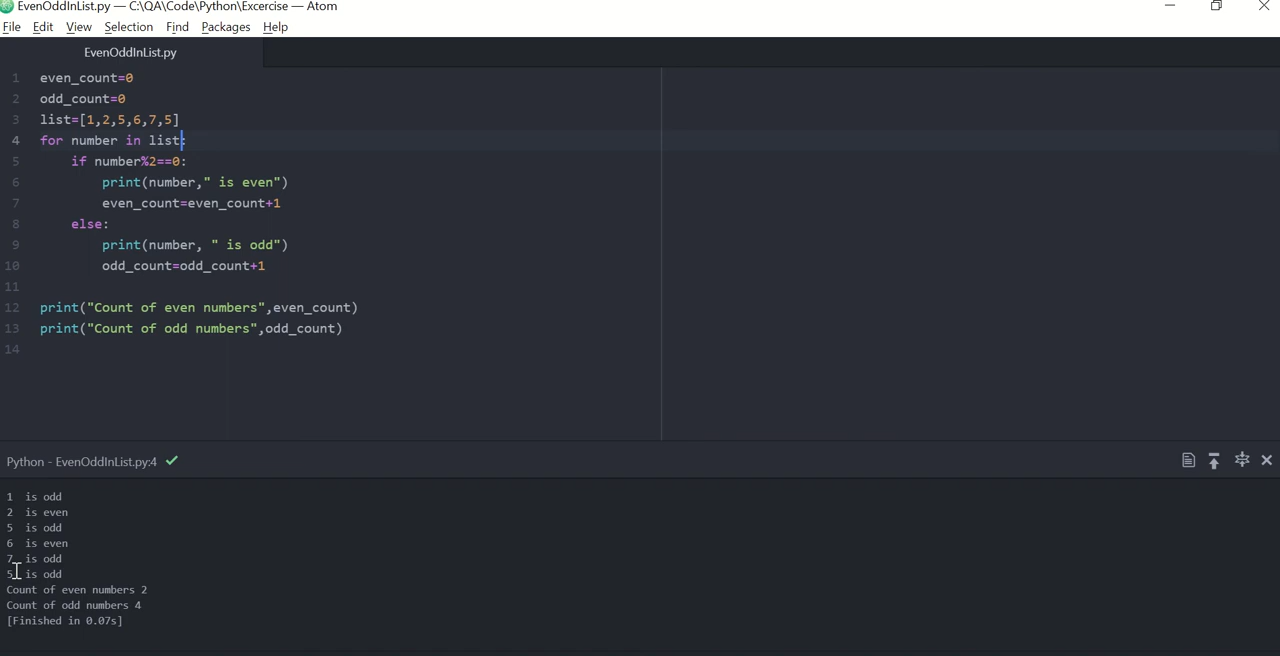 EvenOddInList.py — C:\QA\Code\Python\Excercise — Atom
File Edit View Selection Find Packages Help
EvenOddInList.py
1 even_count=0
2 odd_count=0
3 list=[1,2,5,6,7,5]
4 for number in list:
5 if number%2==0:
6 print(number," is even")
7 even_count=even_count+1
8 else:
9 print(number, " is odd")
10 odd_count=odd_count+1
11
12 print("Count of even numbers",even_count)
13 print("Count of odd numbers",odd_count)
14
Python - EvenOddInList.py:4
1  is odd
2  is even
5  is odd
6  is even
7  is odd
5  is odd
Count of even numbers 2
Count of odd numbers 4
[Finished in 0.07s]